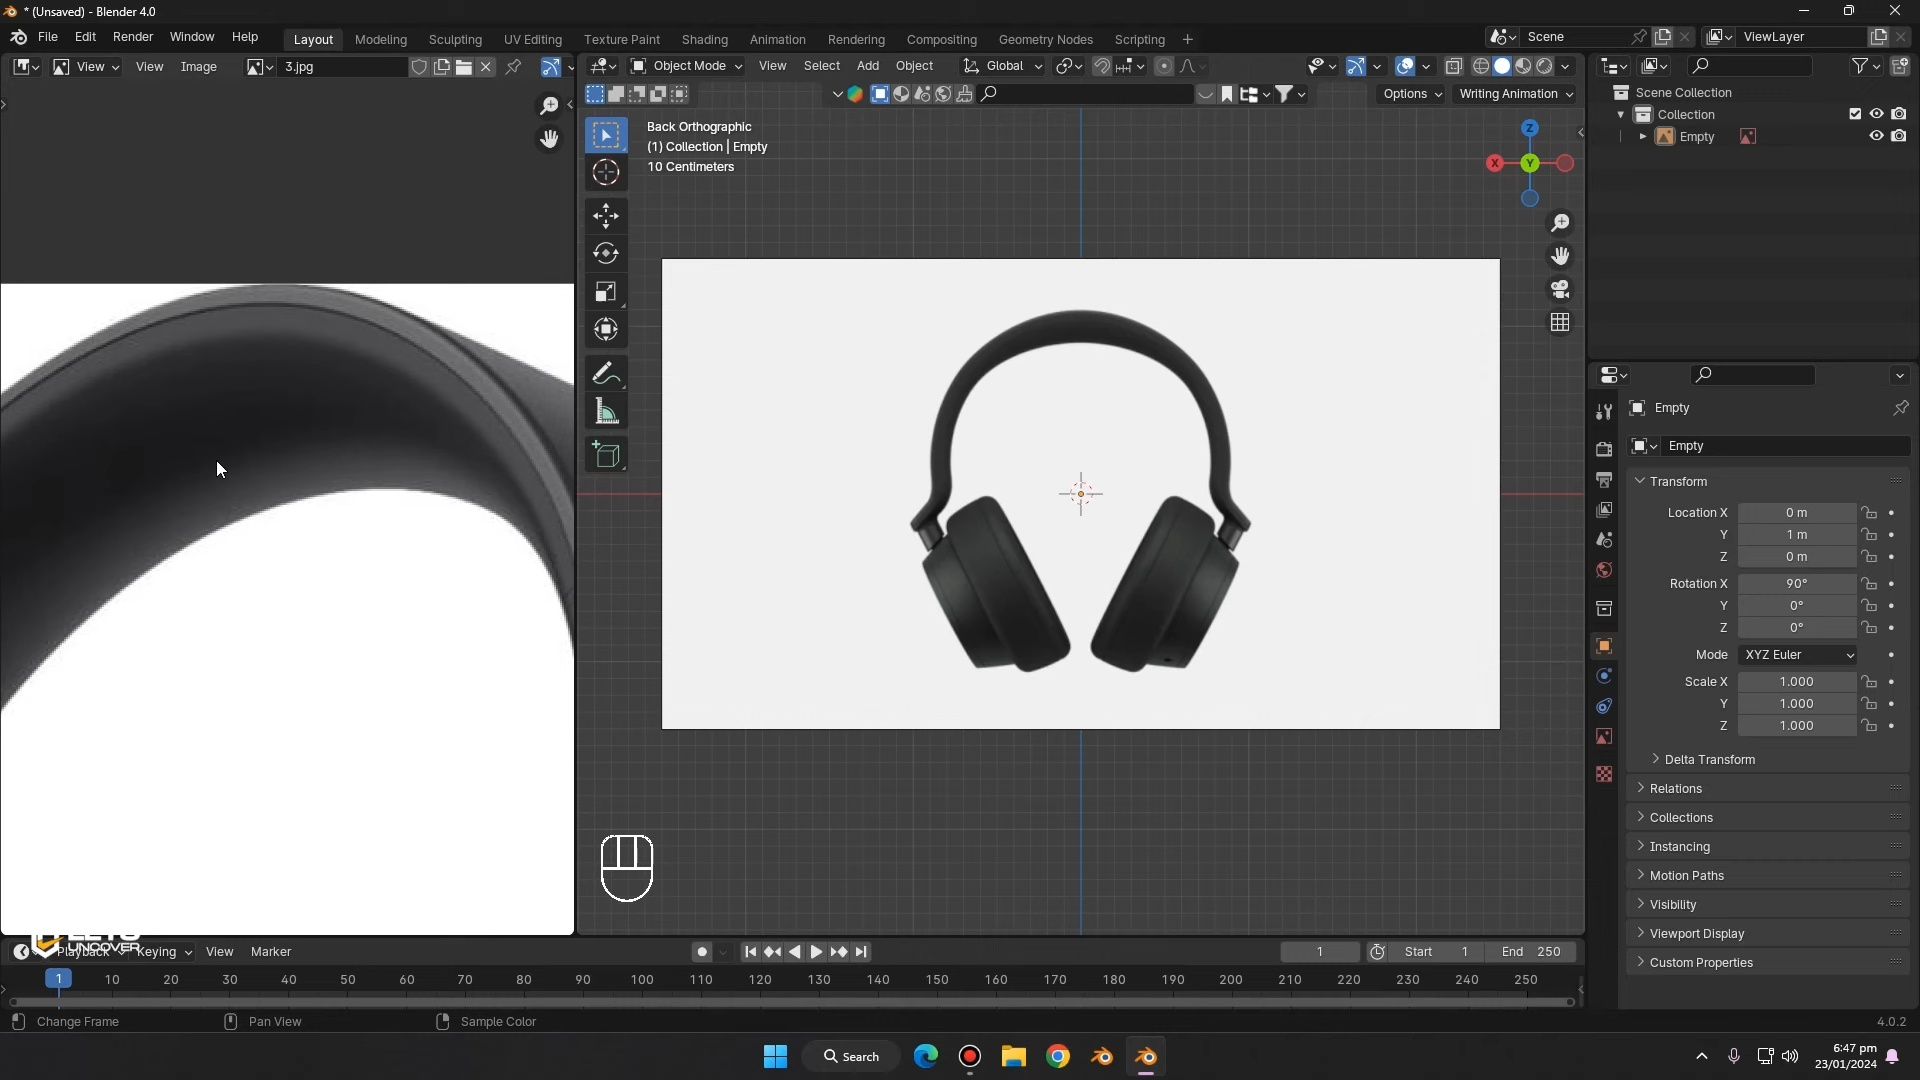 * (Unsaved) - Blender 4.0
File Edit Render Window Help
Layout Modeling Sculpting UV Editing Texture Paint Shading Animation Rendering Compositing Geometry Nodes Scripting +
Scene ViewLayer
View View Image 3.jpg
Object Mode View Select Add Object Global
Options Writing Animation
Back Orthographic
(1) Collection | Empty
10 Centimeters
Z
X Y
Scene Collection
Collection
Empty
Empty
Empty
Transform
Location X 0 m
Y 1 m
Z 0 m
Rotation X 90°
Y 0°
Z 0°
Mode XYZ Euler
Scale X 1.000
Y 1.000
Z 1.000
Delta Transform
Relations
Collections
Instancing
Motion Paths
Visibility
Viewport Display
Custom Properties
UNCOVER
Playback Keying View Marker
1 Start 1 End 250
1 10 20 30 40 50 60 70 80 90 100 110 120 130 140 150 160 170 180 190 200 210 220 230 240 250
Change Frame Pan View Sample Color 4.0.2
Search
6:47 pm
23/01/2024